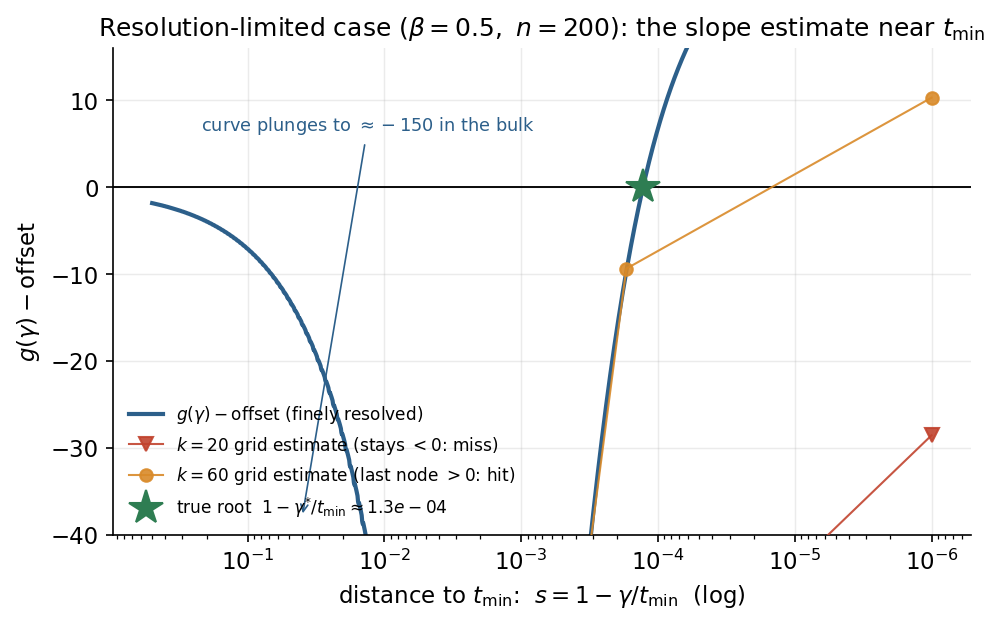 Resolution-limited case (β = 0.5, n = 200): the slope estimate near t_min
g(γ) − offset
10
0
−10
−20
−30
−40
curve plunges to ≈ −150 in the bulk
g(γ) − offset (finely resolved)
k = 20 grid estimate (stays < 0: miss)
k = 60 grid estimate (last node > 0: hit)
true root 1 − γ*/t_min ≈ 1.3e − 04
10⁻¹ 10⁻² 10⁻³ 10⁻⁴ 10⁻⁵ 10⁻⁶
distance to t_min: s = 1 − γ/t_min (log)